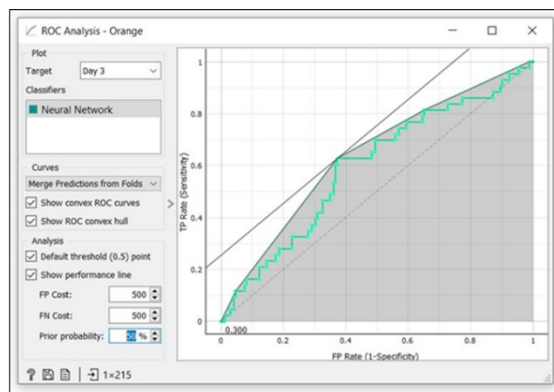 ROC Analysis - Orange
Plot
Target Day 3
Classifiers
Neural Network
Curves
Merge Predictions from Folds
Show convex ROC curves
Show ROC convex hull
Analysis
Default threshold (0.5) point
Show performance line
FP Cost: 500
FN Cost: 500
Prior probability: 50 %
1×215
TP Rate (Sensitivity)
1
0.8
0.6
0.4
0.2
0
0.300
0 0.2 0.4 0.6 0.8 1
FP Rate (1-Specificity)